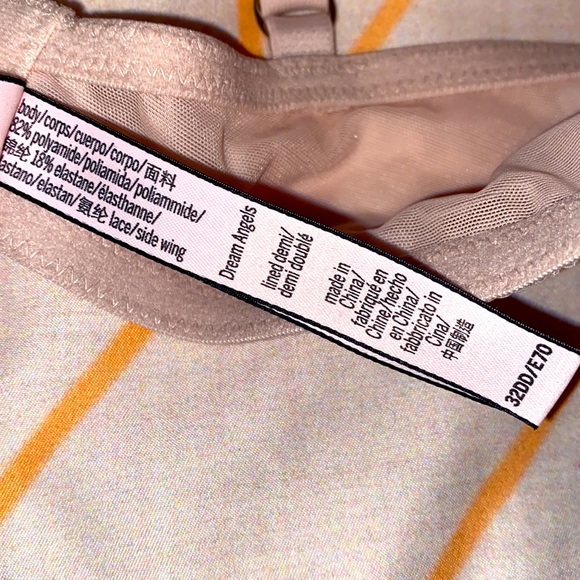 body/corps/cuerpo/corpo/面料
82% polyamide/poliamida/poliammide/
锦纶 18% elastane/élasthanne/
elastano/elastan/氨纶 lace/side wing
Dream Angels
lined demi/
demi doublé
made in
China/
fabriqué en
Chine/hecho
en China/
fabbricato in
Cina/
中国制造
32DD/E70